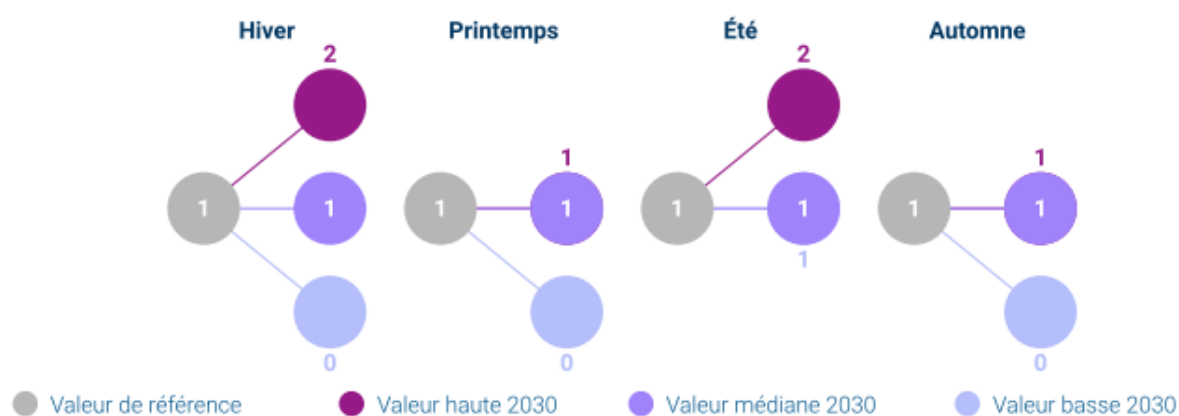 Hiver Printemps Été Automne
2 2
1 1
1 1 1 1 1 1 1 1
1
0 0 0
Valeur de référence Valeur haute 2030 Valeur médiane 2030 Valeur basse 2030